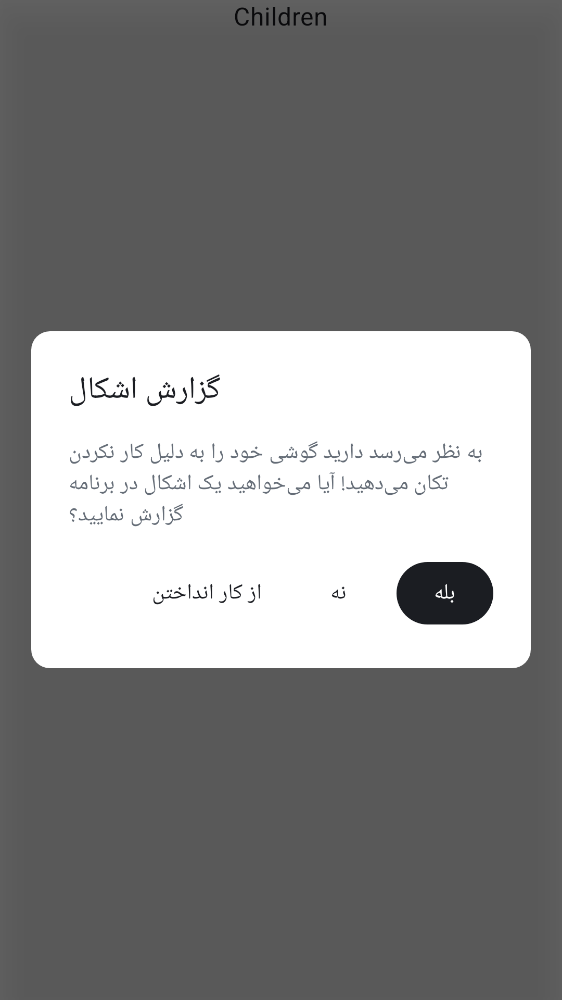 Children
گزارش اشکال
به نظر می‌رسد دارید گوشی خود را به دلیل کار نکردن
تکان می‌دهید! آیا می‌خواهید یک اشکال در برنامه
گزارش نمایید؟
بله
نه
از کار انداختن